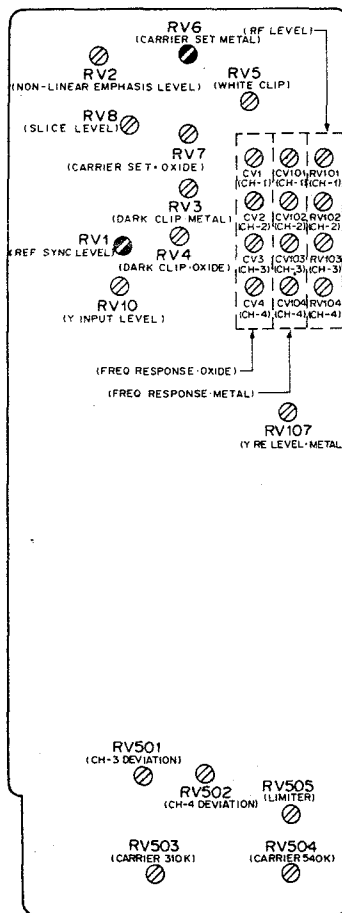 RV6
(CARRIER SET METAL)
(RF LEVEL)
RV2
(NON-LINEAR EMPHASIS LEVEL)
RV5
(WHITE CLIP)
RV8
(SLICE LEVEL)
RV7
(CARRIER SET·OXIDE)
CV1
(CH-1)
CV101
(CH-1)
RV101
(CH-1)
RV3
(DARK CLIP·METAL)
CV2
(CH-2)
CV102
(CH-2)
RV102
(CH-2)
RV1
(REF SYNC LEVEL)
RV4
(DARK CLIP·OXIDE)
CV3
(CH-3)
CV103
(CH-3)
RV103
(CH-3)
RV10
(Y INPUT LEVEL)
CV4
(CH-4)
CV104
(CH-4)
RV104
(CH-4)
(FREQ RESPONSE·OXIDE)
(FREQ RESPONSE·METAL)
RV107
(Y RE LEVEL·METAL
RV501
(CH-3 DEVIATION)
RV502
(CH-4 DEVIATION)
RV505
(LIMITER)
RV503
(CARRIER 310K)
RV504
(CARRIER 540K)